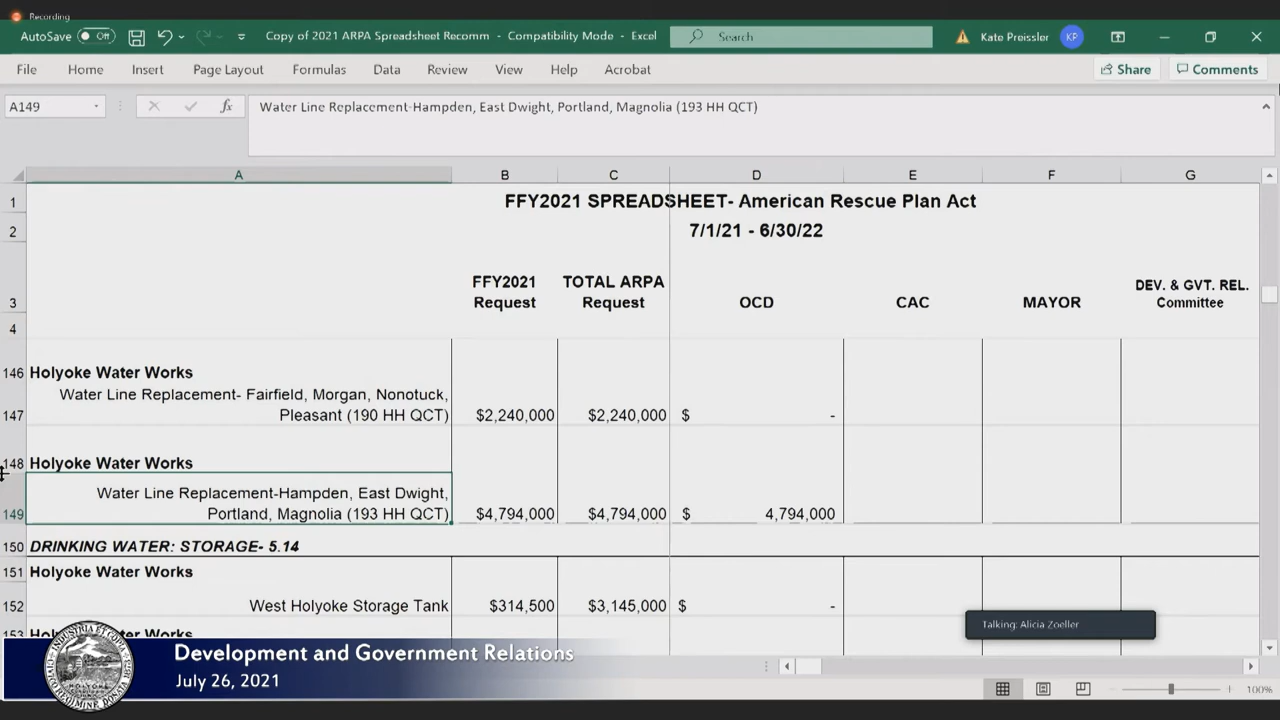 Recording
AutoSave Off Copy of 2021 ARPA Spreadsheet Recomm - Compatibility Mode - Excel Search Kate Preissler KP
File Home Insert Page Layout Formulas Data Review View Help Acrobat Share Comments
A149 fx Water Line Replacement-Hampden, East Dwight, Portland, Magnolia (193 HH QCT)
A B C D E F G
1 FFY2021 SPREADSHEET- American Rescue Plan Act
2 7/1/21 - 6/30/22
FFY2021 TOTAL ARPA DEV. & GVT. REL.
3 Request Request OCD CAC MAYOR Committee
4
146 Holyoke Water Works
Water Line Replacement- Fairfield, Morgan, Nonotuck,
147 Pleasant (190 HH QCT) $2,240,000 $2,240,000 $ -
148 Holyoke Water Works
Water Line Replacement-Hampden, East Dwight,
149 Portland, Magnolia (193 HH QCT) $4,794,000 $4,794,000 $ 4,794,000
150 DRINKING WATER: STORAGE- 5.14
151 Holyoke Water Works
152 West Holyoke Storage Tank $314,500 $3,145,000 $ -
Talking: Alicia Zoeller
Development and Government Relations
July 26, 2021
100%